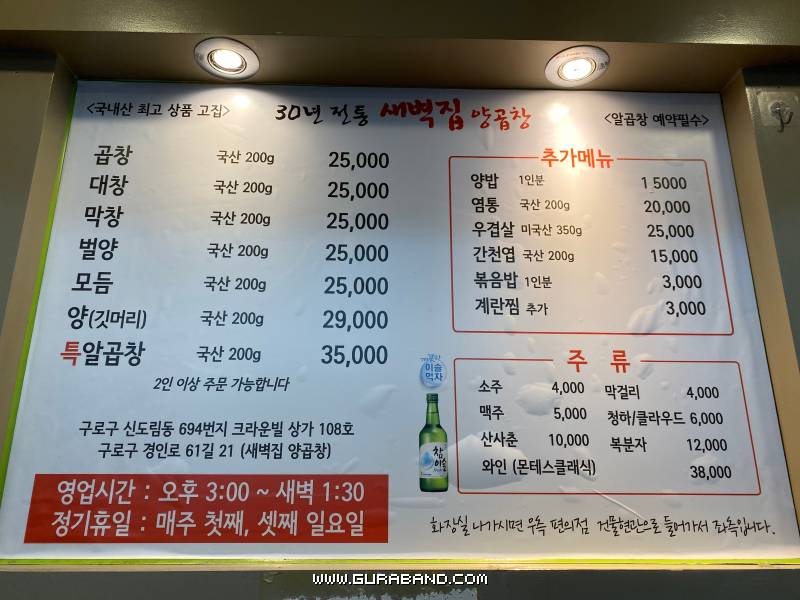 <국내산 최고 상품 고집>
30년 전통 새벽집 양곱창
<알곱창 예약필수>
곱창 국산 200g 25,000
대창 국산 200g 25,000
막창 국산 200g 25,000
벌양 국산 200g 25,000
모듬 국산 200g 25,000
양(깃머리) 국산 200g 29,000
특알곱창 국산 200g 35,000
2인 이상 주문 가능합니다
구로구 신도림동 694번지 크라운빌 상가 108호
구로구 경인로 61길 21 (새벽집 양곱창)
영업시간 : 오후 3:00 ~ 새벽 1:30
정기휴일 : 매주 첫째, 셋째 일요일
추가메뉴
양밥 1인분 1 5000
염통 국산 200g 20,000
우겹살 미국산 350g 25,000
간천엽 국산 200g 15,000
볶음밥 1인분 3,000
계란찜 추가 3,000
주 류
이슬
먹자
참
이슬
소주 4,000 막걸리 4,000
맥주 5,000 청하/클라우드 6,000
산사춘 10,000 복분자 12,000
와인 (몬테스클래식) 38,000
화장실 나가시면 우측 편의점 건물현관으로 들어가서 좌측입니다.
WWW.GURABAND.COM